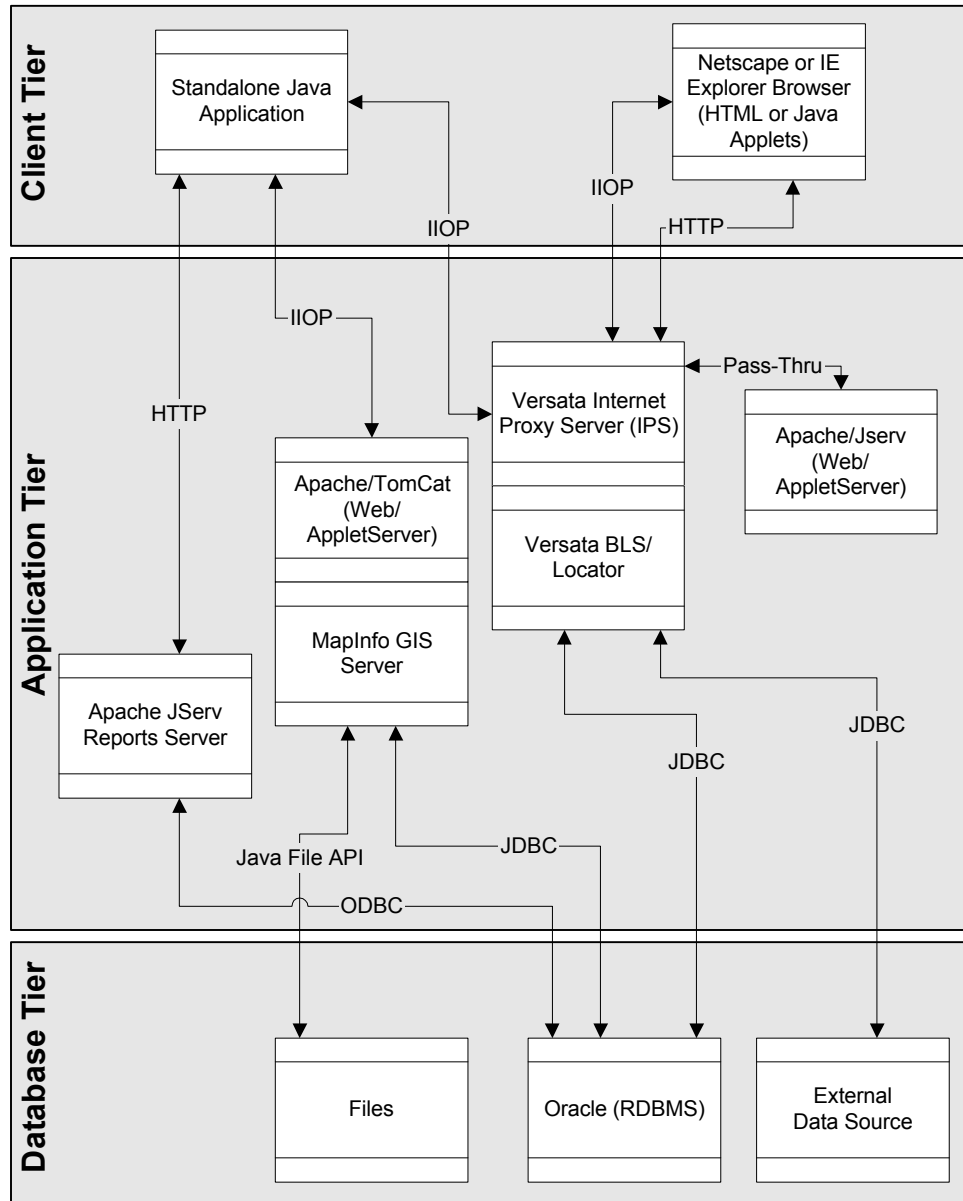 Client Tier
Standalone Java
Application
Netscape or IE
Explorer Browser
(HTML or Java
Applets)
IIOP
IIOP
HTTP
Application Tier
IIOP
HTTP
Pass-Thru
Versata Internet
Proxy Server (IPS)
Apache/Jserv
(Web/
AppletServer)
Apache/TomCat
(Web/
AppletServer)
Versata BLS/
Locator
MapInfo GIS
Server
Apache JServ
Reports Server
JDBC
JDBC
Java File API
JDBC
ODBC
Database Tier
Files
Oracle (RDBMS)
External
Data Source